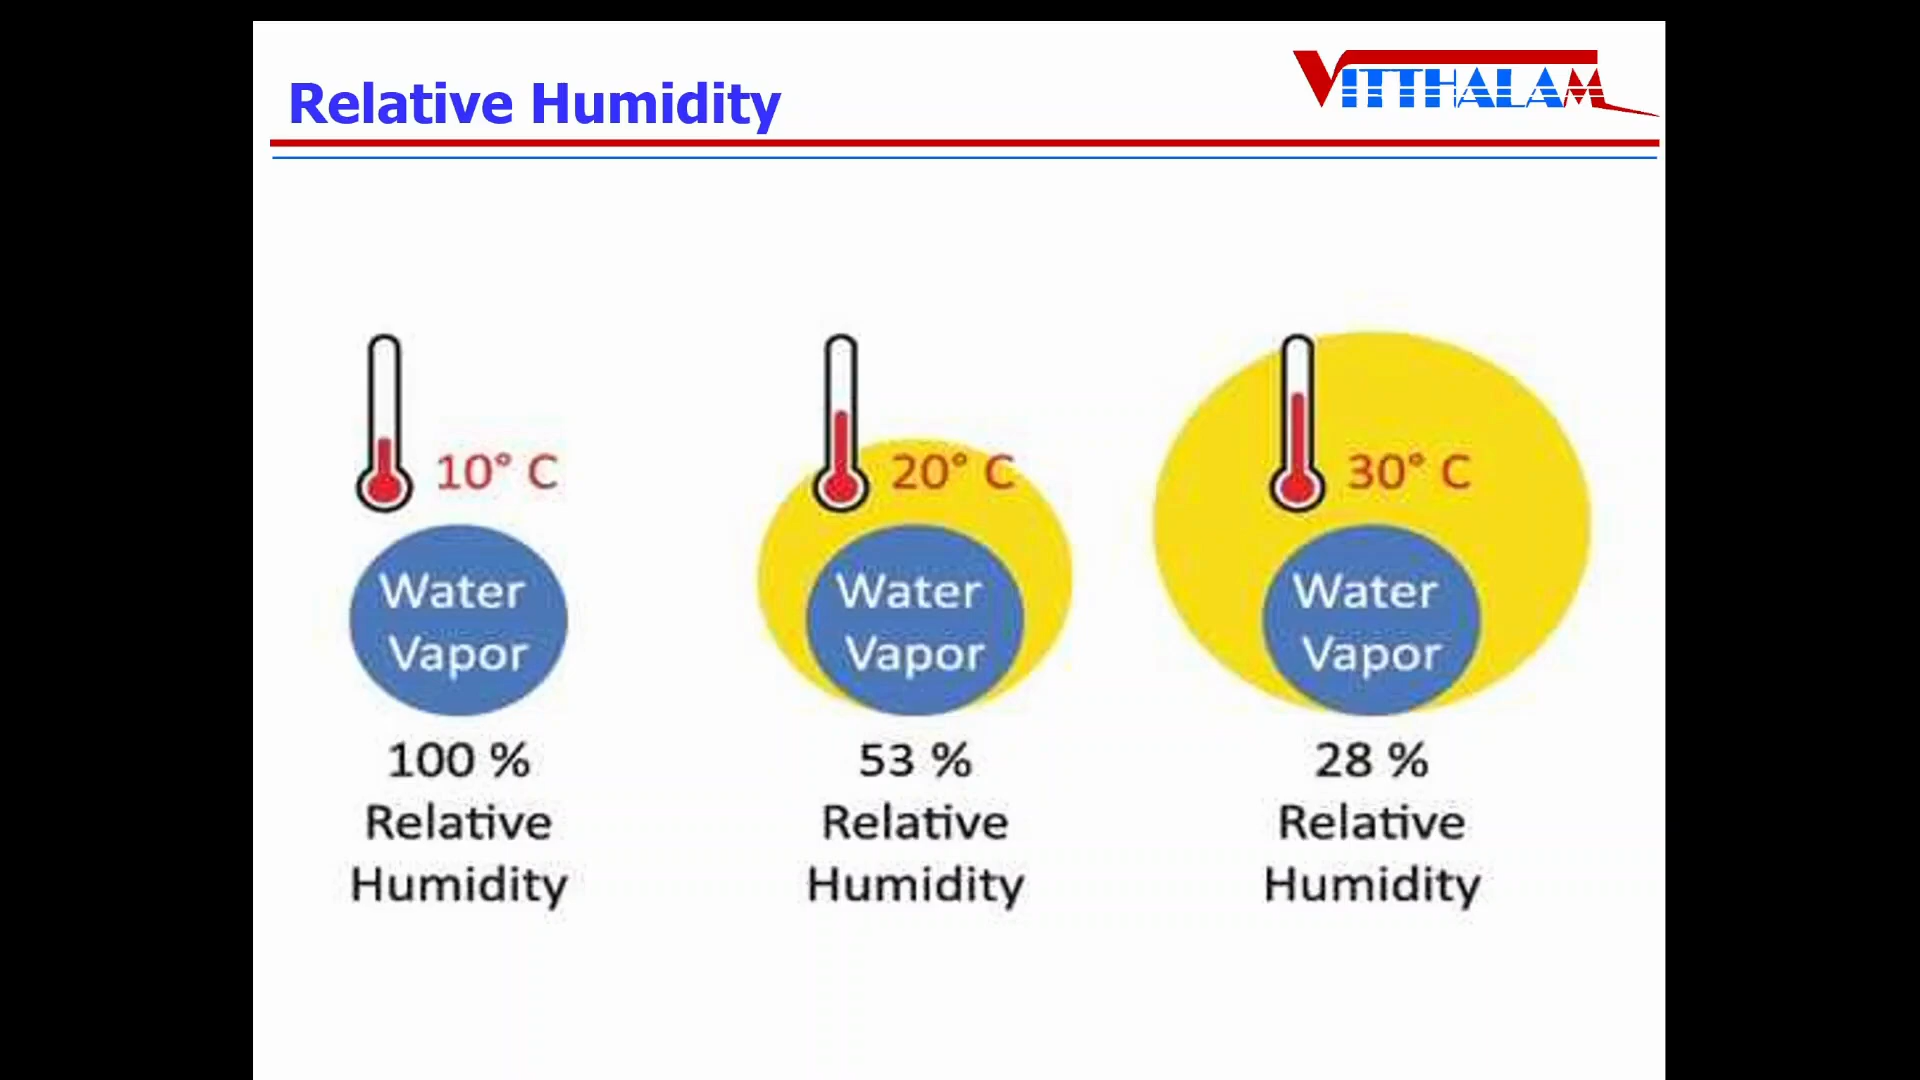 Relative Humidity
VITTHALAM
10° C
20° C
30° C
Water
Vapor
Water
Vapor
Water
Vapor
100 %
Relative
Humidity
53 %
Relative
Humidity
28 %
Relative
Humidity